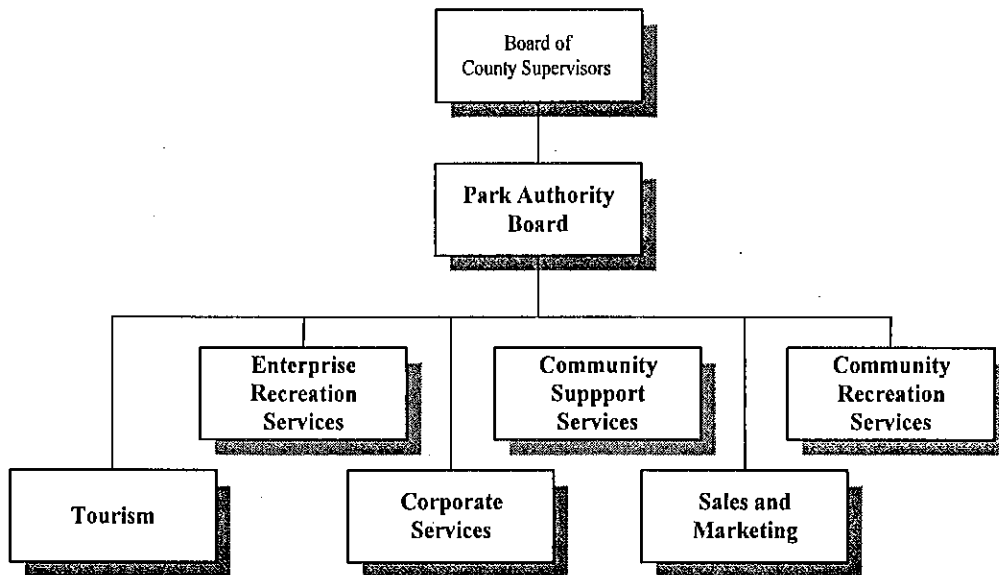 Board of
County Supervisors
Park Authority
Board
Enterprise
Recreation
Services
Community
Suppport
Services
Community
Recreation
Services
Tourism
Corporate
Services
Sales and
Marketing